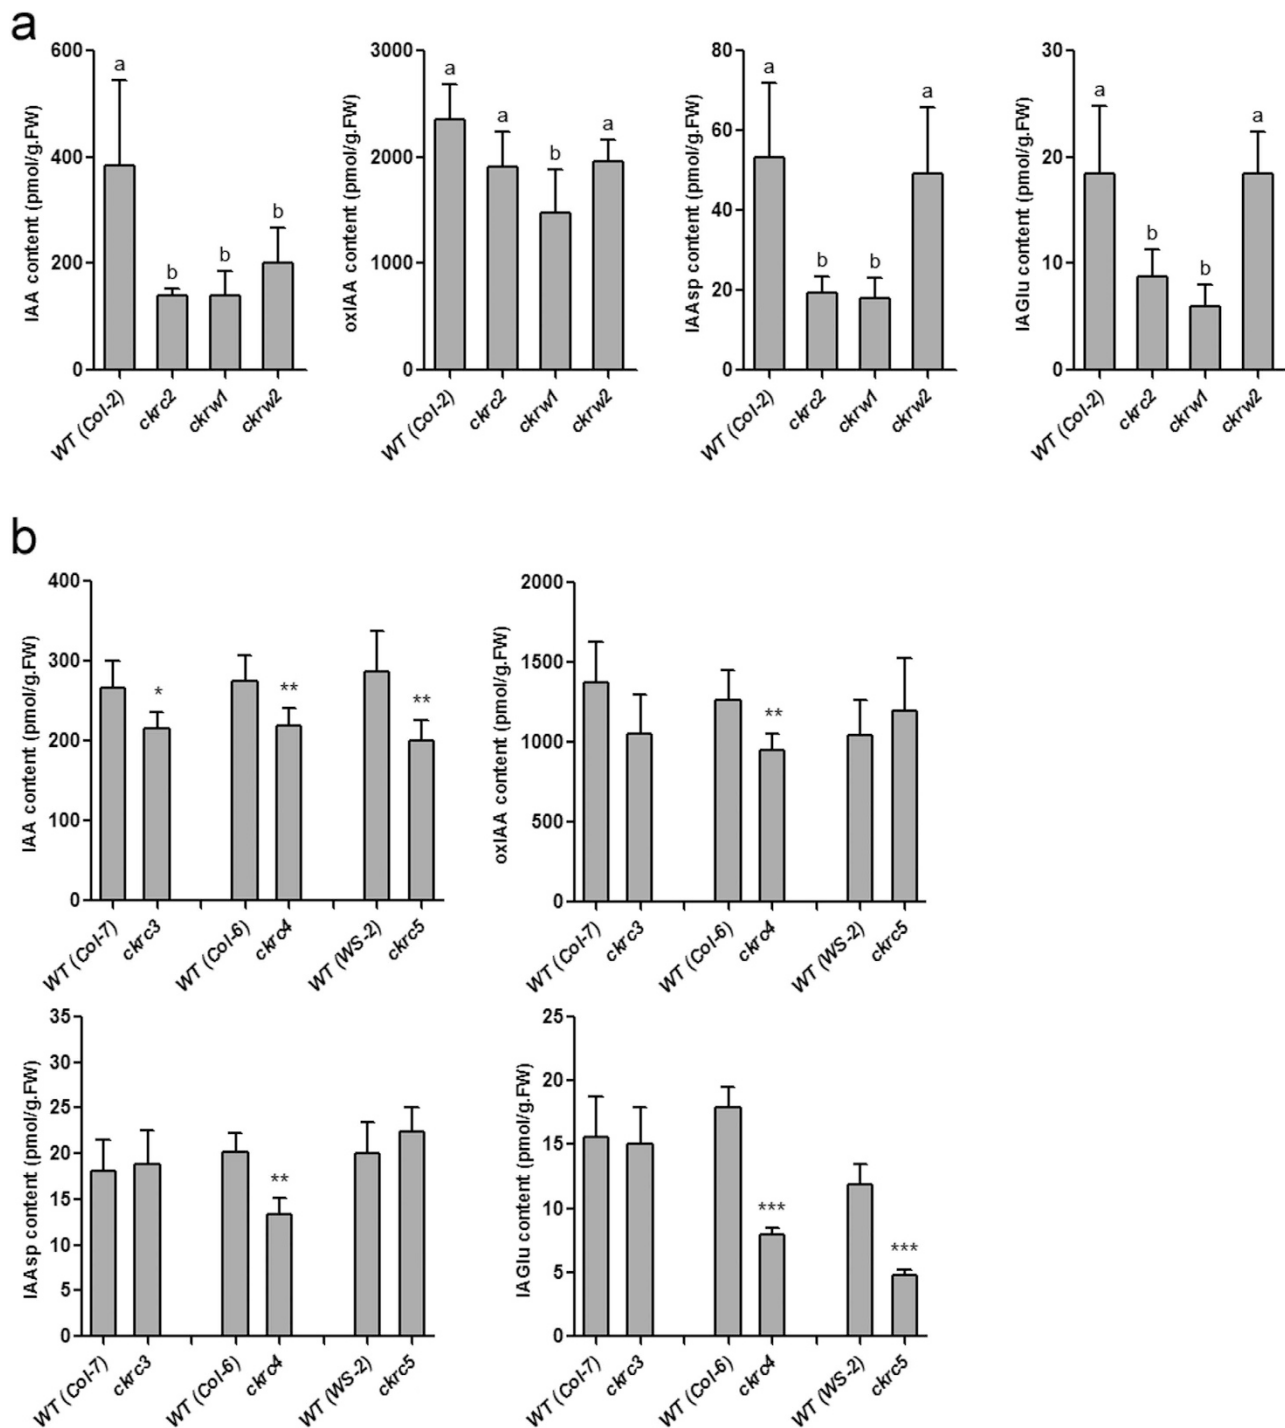 a
IAA content (pmol/g.FW)
600
400
200
0
a
b
b
b
WT (Col-2)
ckrc2
ckrw1
ckrw2
oxIAA content (pmol/g.FW)
3000
2000
1000
0
a
a
b
a
WT (Col-2)
ckrc2
ckrw1
ckrw2
IAAsp content (pmol/g.FW)
80
60
40
20
0
a
b
b
a
WT (Col-2)
ckrc2
ckrw1
ckrw2
IAGlu content (pmol/g.FW)
30
20
10
0
a
b
b
a
WT (Col-2)
ckrc2
ckrw1
ckrw2
b
IAA content (pmol/g.FW)
400
300
200
100
0
*
**
**
WT (Col-7)
ckrc3
WT (Col-6)
ckrc4
WT (WS-2)
ckrc5
oxIAA content (pmol/g.FW)
2000
1500
1000
500
0
**
WT (Col-7)
ckrc3
WT (Col-6)
ckrc4
WT (WS-2)
ckrc5
IAAsp content (pmol/g.FW)
35
30
25
20
15
10
5
0
**
WT (Col-7)
ckrc3
WT (Col-6)
ckrc4
WT (WS-2)
ckrc5
IAGlu content (pmol/g.FW)
25
20
15
10
5
0
***
***
WT (Col-7)
ckrc3
WT (Col-6)
ckrc4
WT (WS-2)
ckrc5